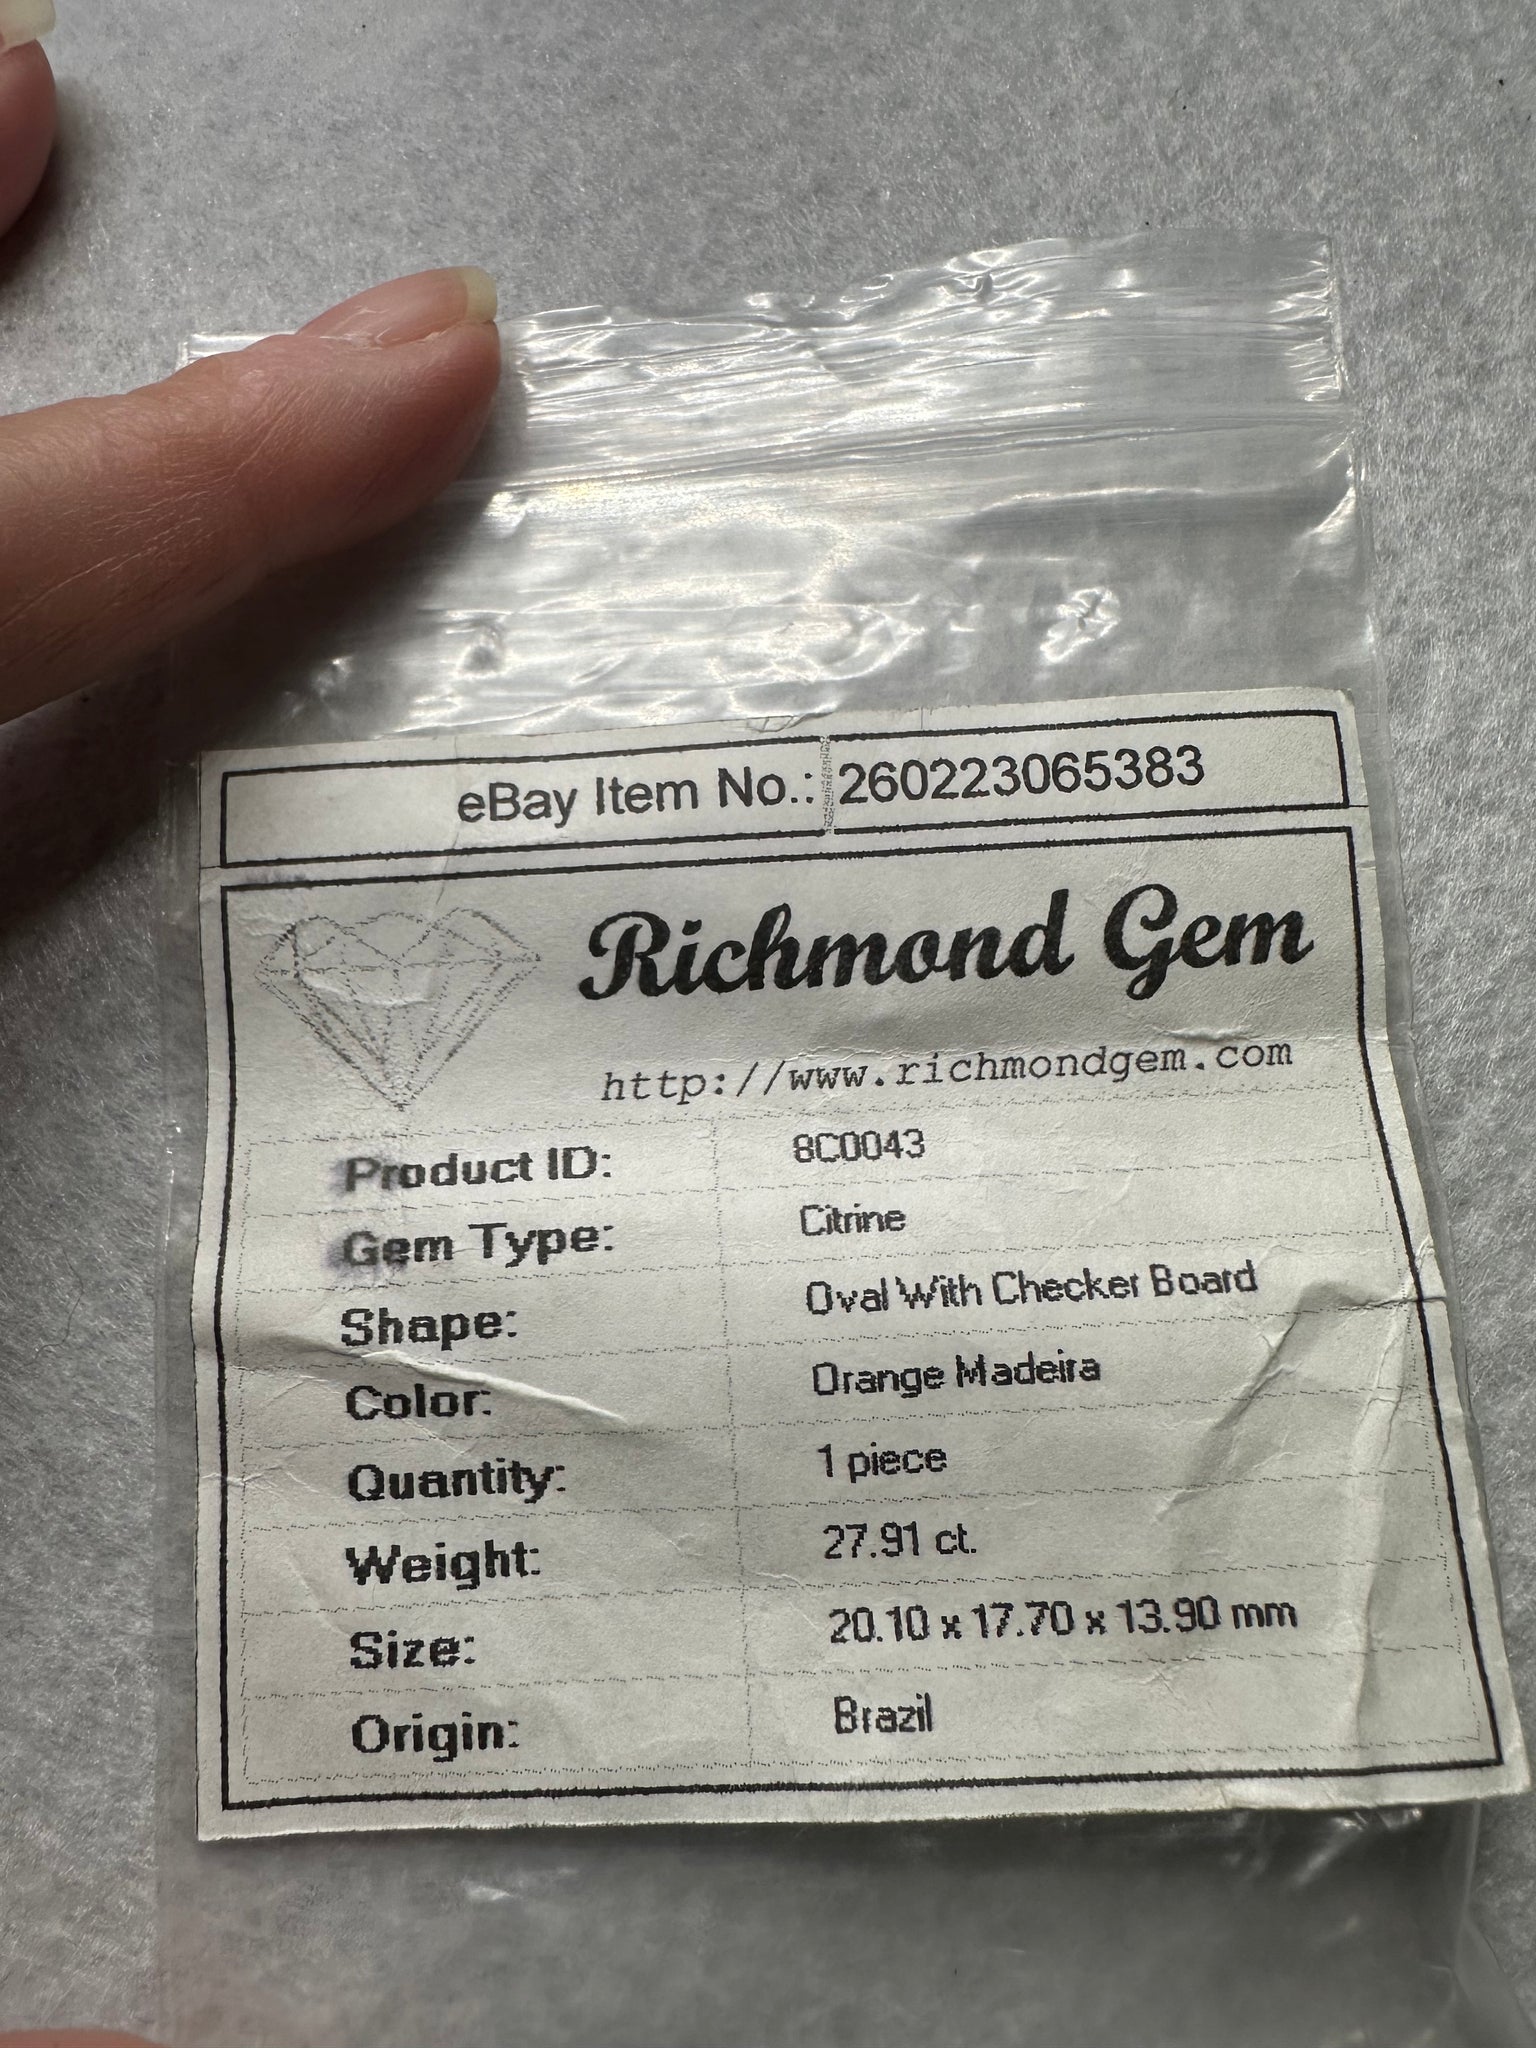 eBay Item No.: 260223065383
Richmond Gem
http://www.richmondgem.com
Product ID: 8C0043
Gem Type: Citrine
Shape: Oval With Checker Board
Color: Orange Madeira
Quantity: 1 piece
Weight: 27.91 ct.
Size: 20.10 x 17.70 x 13.90 mm
Origin: Brazil